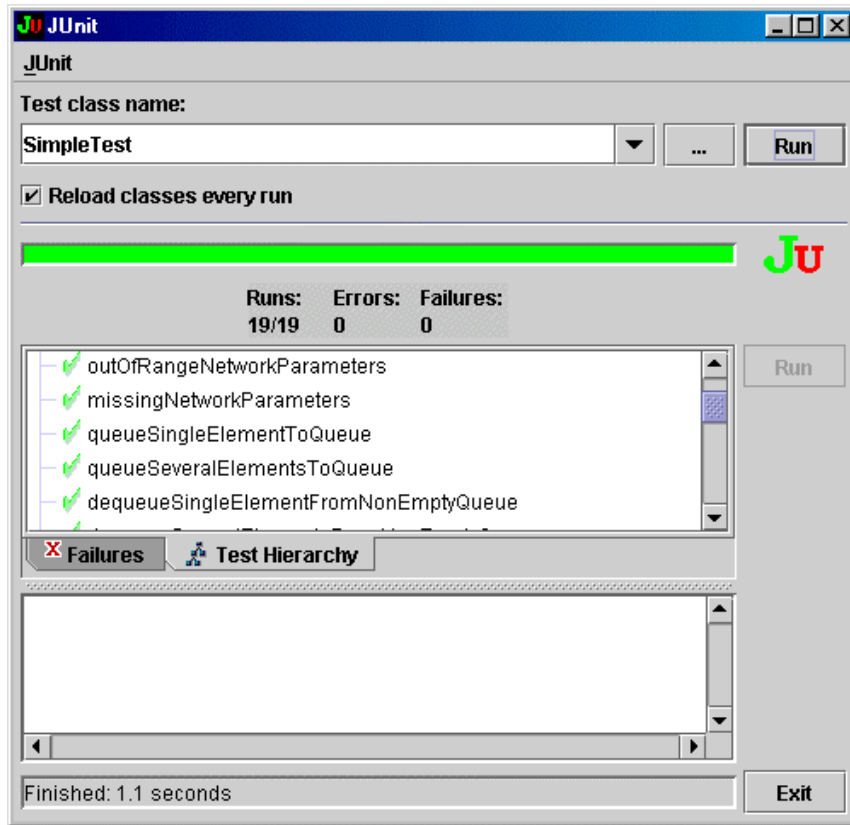 JU JUnit
JUnit
Test class name:
SimpleTest
... Run
Reload classes every run
JU
Runs: Errors: Failures:
19/19 0 0
outOfRangeNetworkParameters
Run
missingNetworkParameters
queueSingleElementToQueue
queueSeveralElementsToQueue
dequeueSingleElementFromNonEmptyQueue
X Failures Test Hierarchy
Finished: 1.1 seconds
Exit